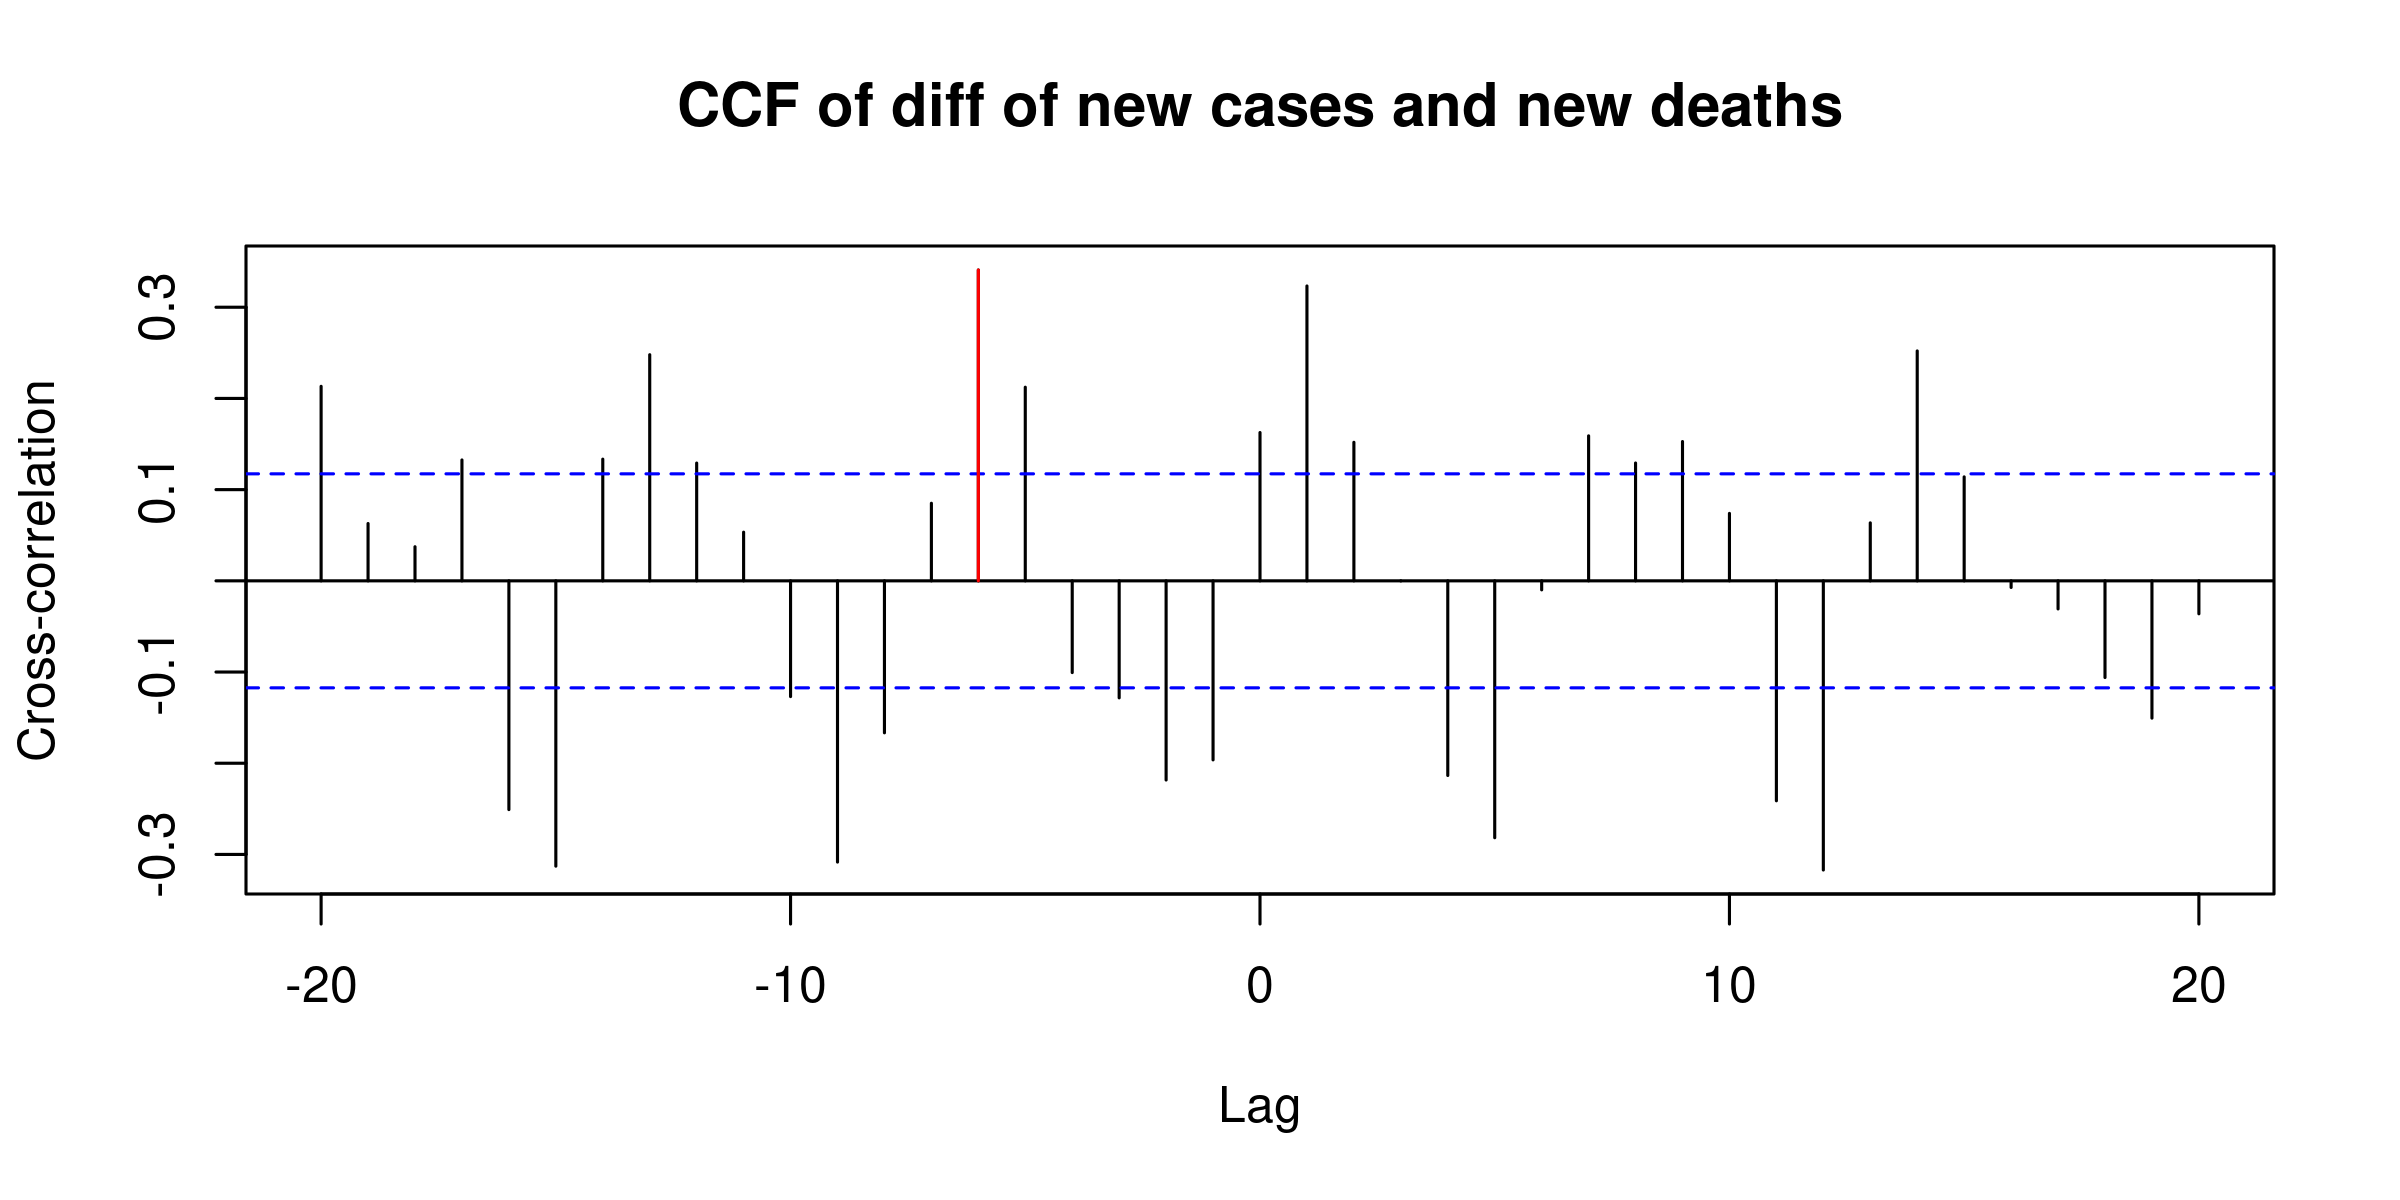 CCF of diff of new cases and new deaths
Cross-correlation
0.3
0.1
-0.1
-0.3
-20 -10 0 10 20
Lag